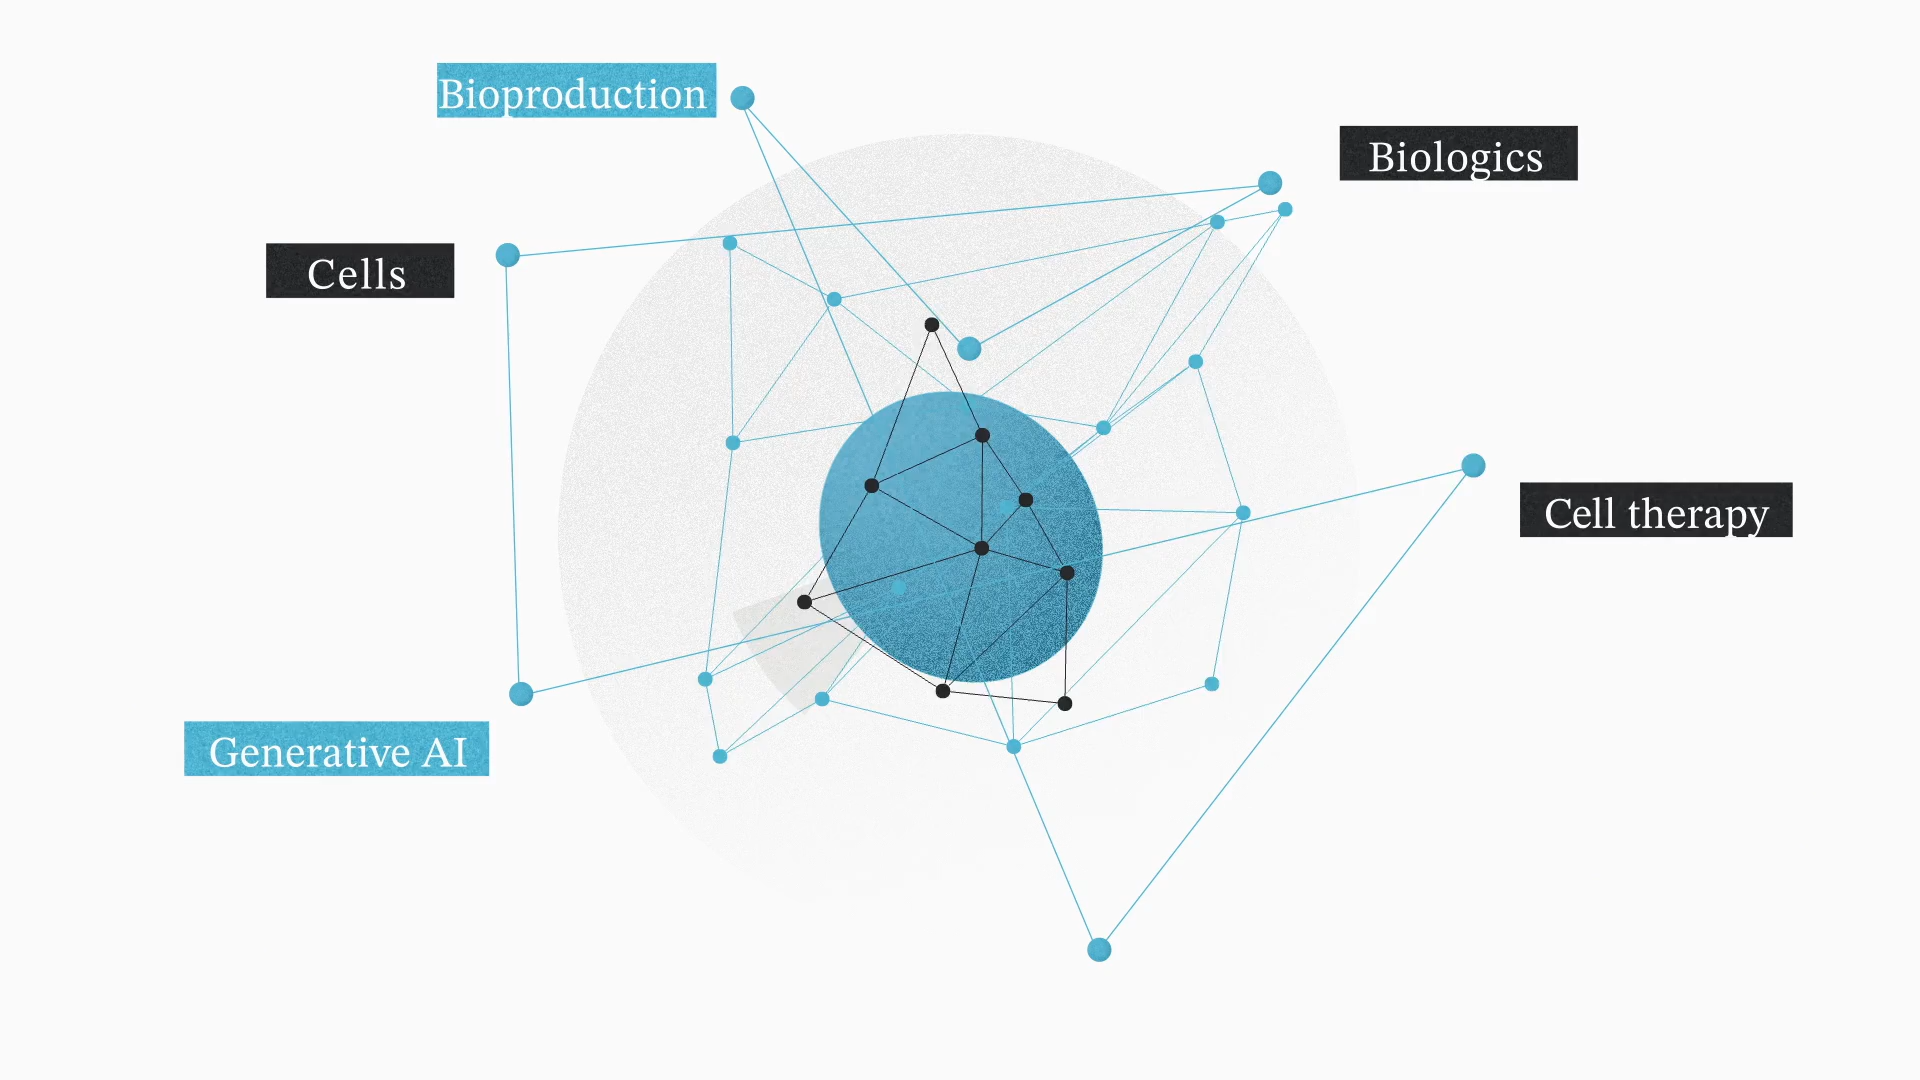 Bioproduction
Biologics
Cells
Cell therapy
Generative AI